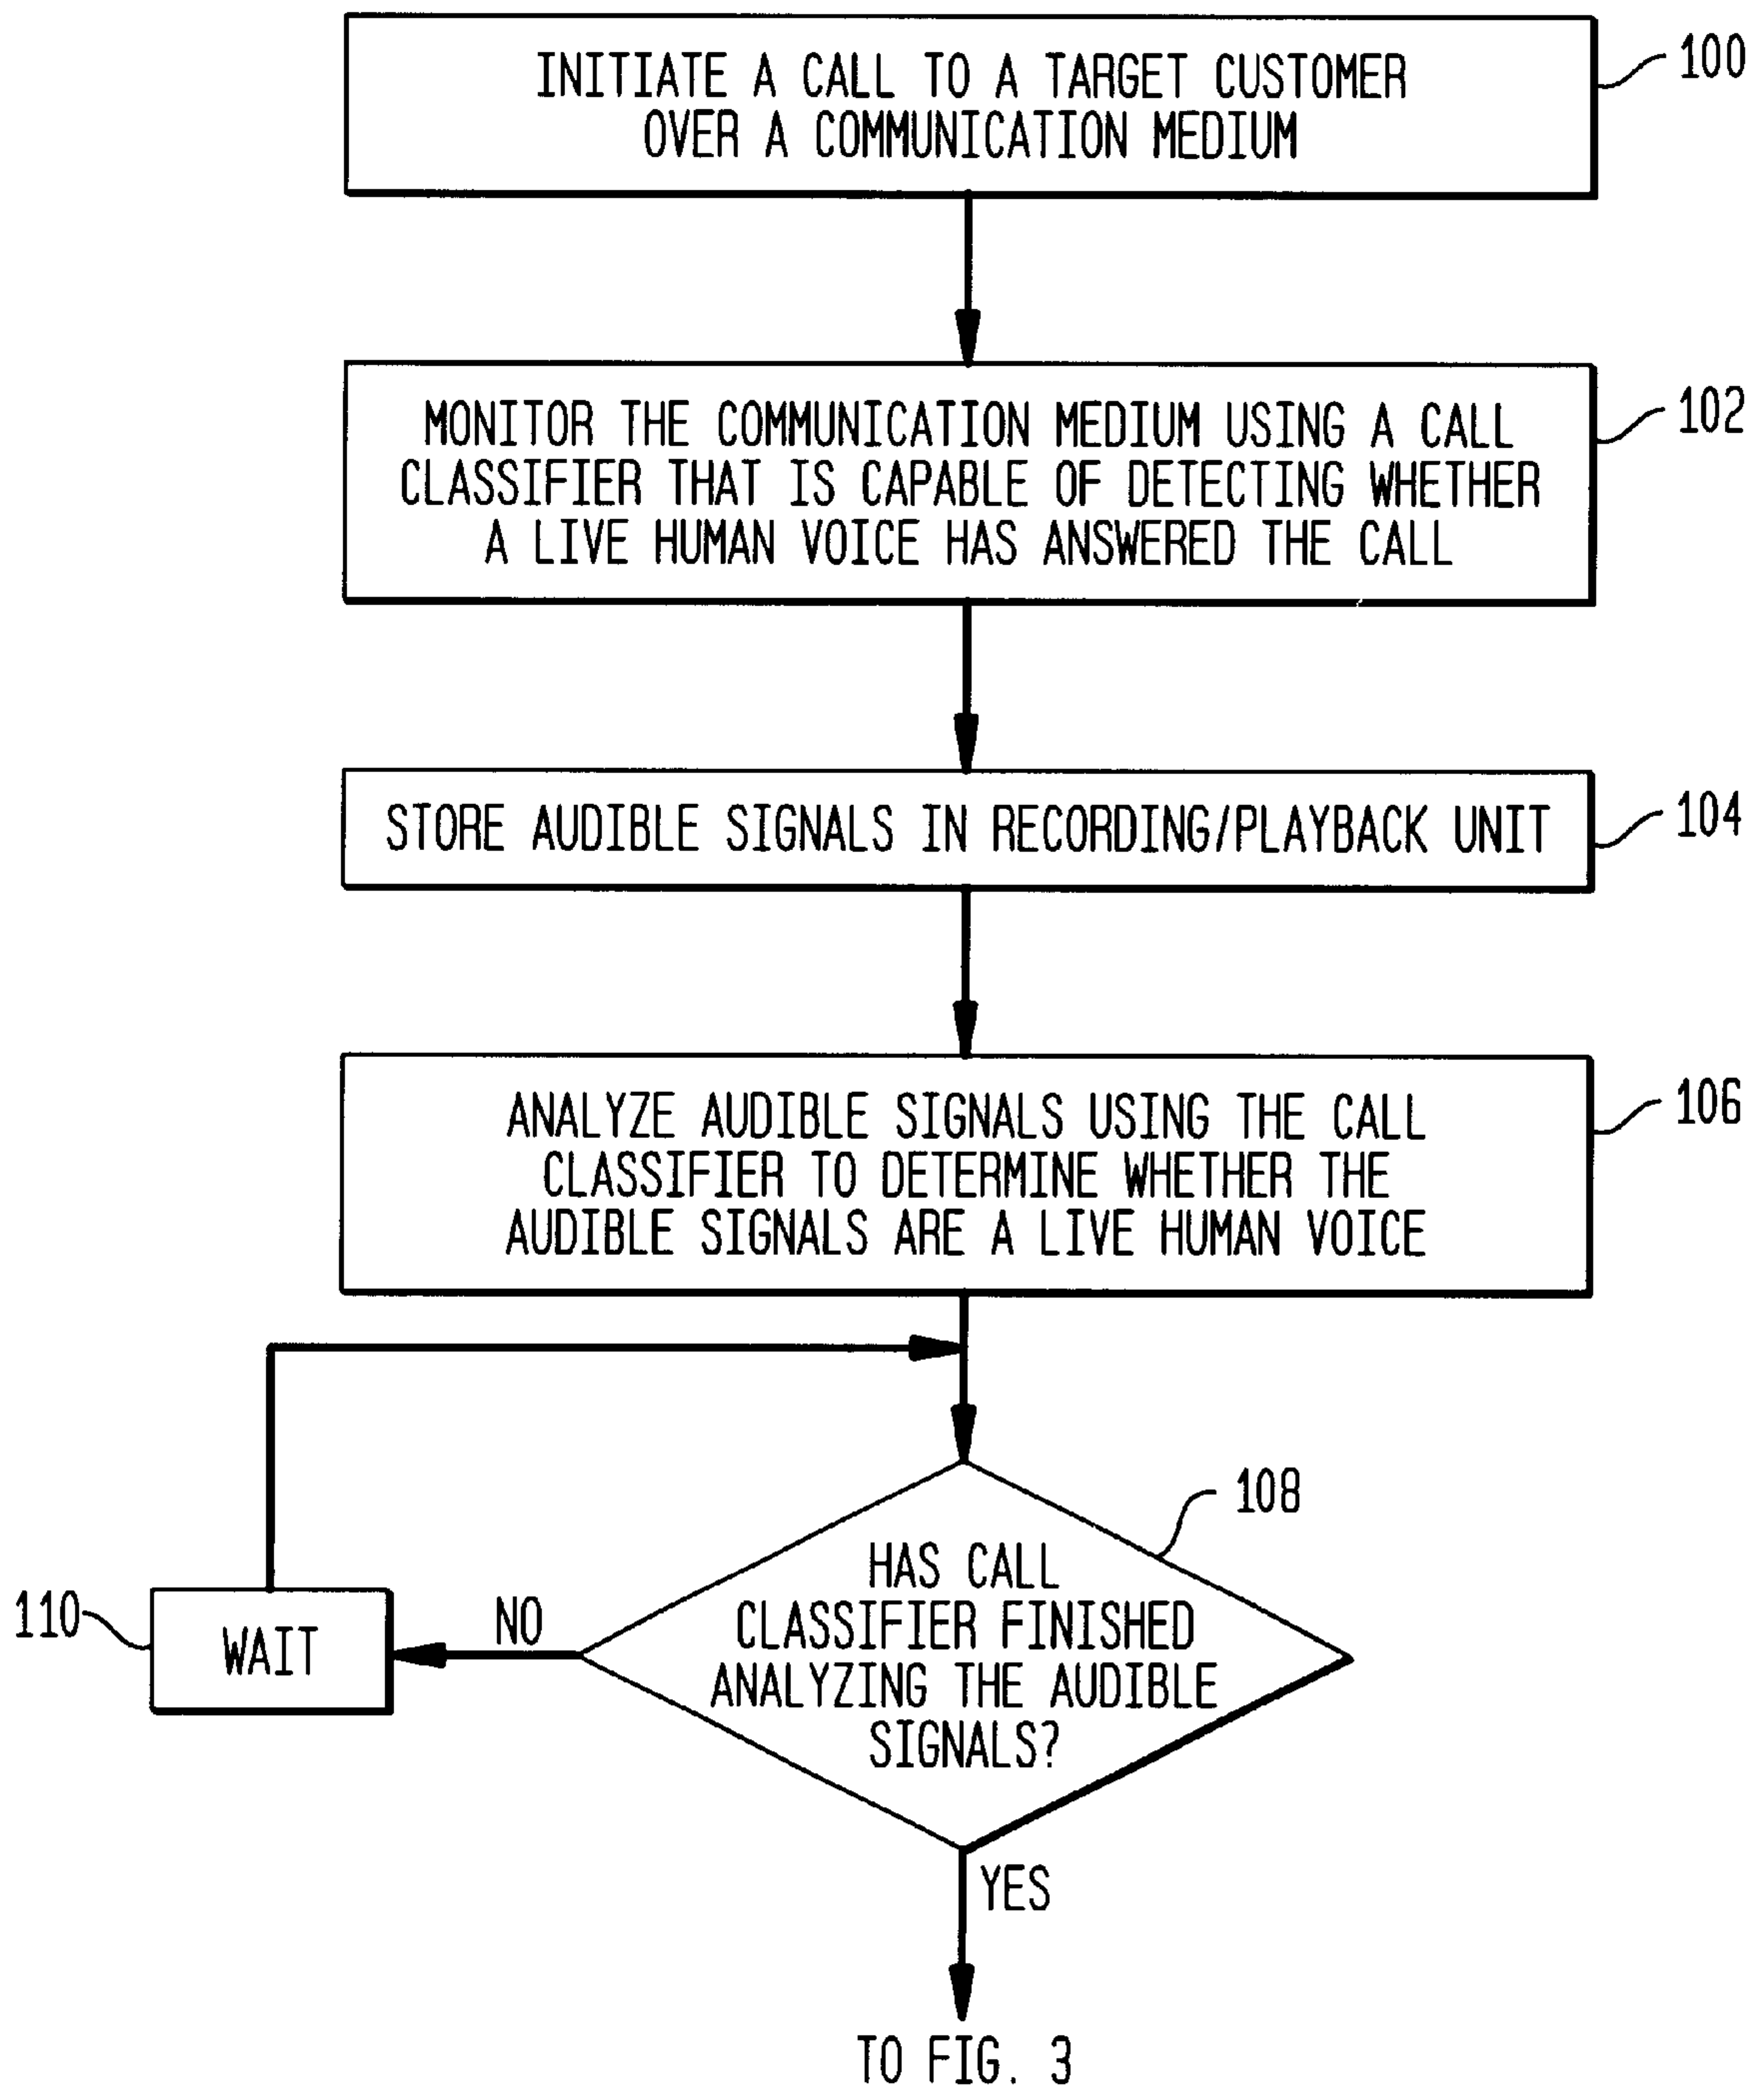 INITIATE A CALL TO A TARGET CUSTOMER
OVER A COMMUNICATION MEDIUM
100
MONITOR THE COMMUNICATION MEDIUM USING A CALL
CLASSIFIER THAT IS CAPABLE OF DETECTING WHETHER
A LIVE HUMAN VOICE HAS ANSWERED THE CALL
102
STORE AUDIBLE SIGNALS IN RECORDING/PLAYBACK UNIT
104
ANALYZE AUDIBLE SIGNALS USING THE CALL
CLASSIFIER TO DETERMINE WHETHER THE
AUDIBLE SIGNALS ARE A LIVE HUMAN VOICE
106
108
HAS CALL
CLASSIFIER FINISHED
ANALYZING THE AUDIBLE
SIGNALS?
NO
110
WAIT
YES
TO FIG. 3